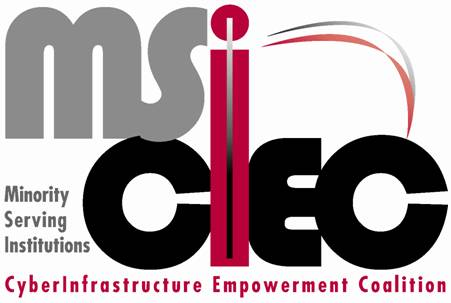 msi
CIEC
Minority
Serving
Institutions
CyberInfrastructure Empowerment Coalition